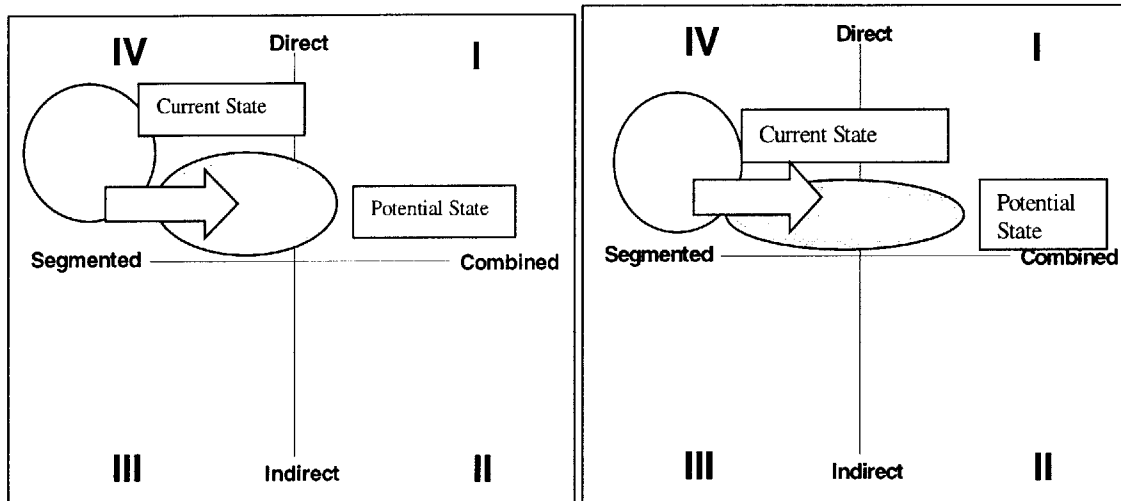 IV
Direct
I
Current State
Potential State
Segmented
Combined
III
Indirect
II
IV
Direct
I
Current State
Potential
State
Segmented
Combined
III
Indirect
II